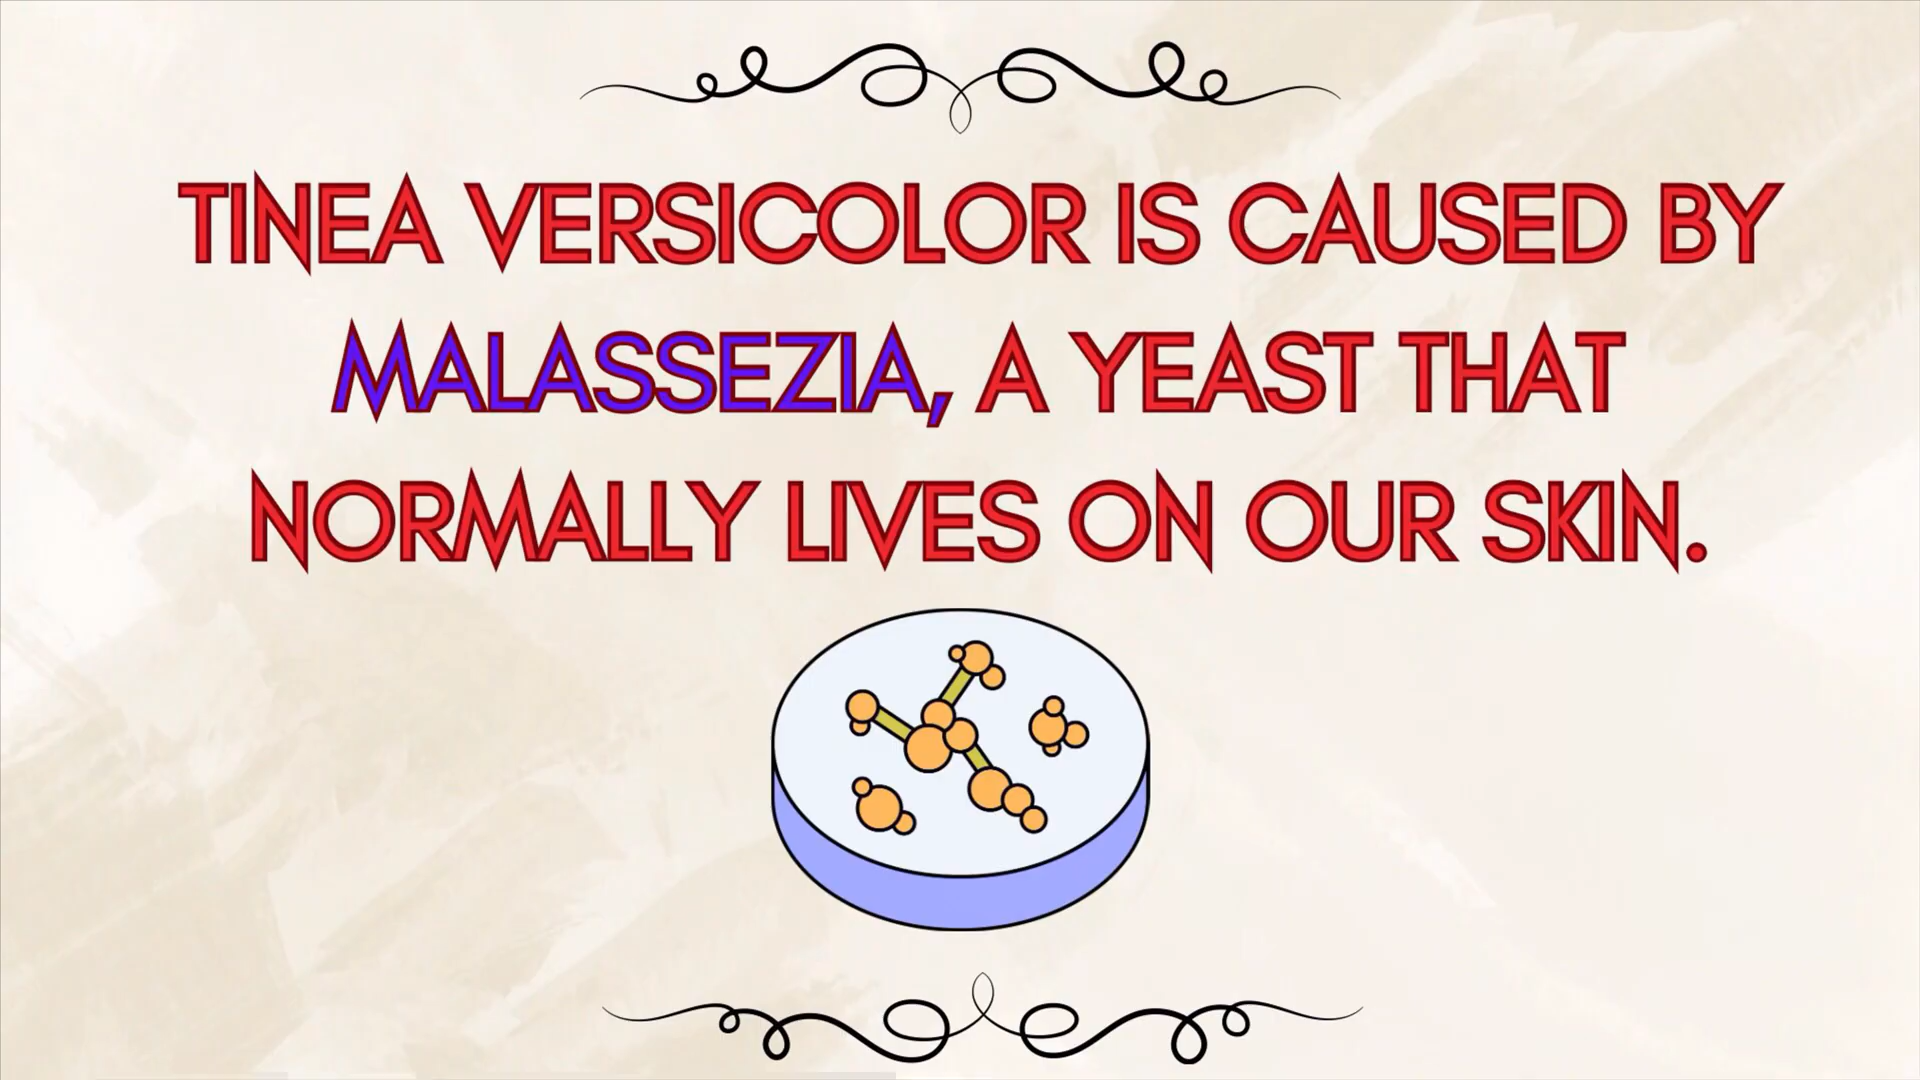 TINEA VERSICOLOR IS CAUSED BY
MALASSEZIA, A YEAST THAT
NORMALLY LIVES ON OUR SKIN.